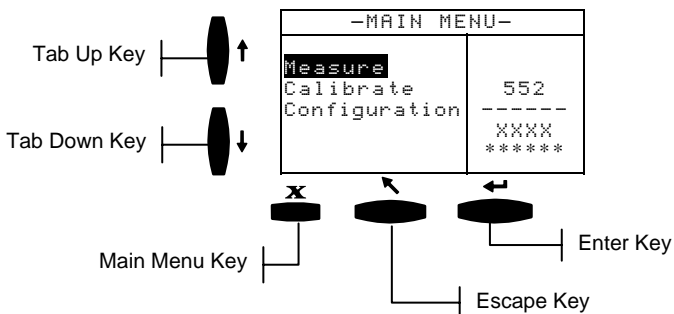 —MAIN MENU—
Tab Up Key
Measure
Calibrate
552
Configuration
------
Tab Down Key
XXXX
******
x
Main Menu Key
Enter Key
Escape Key